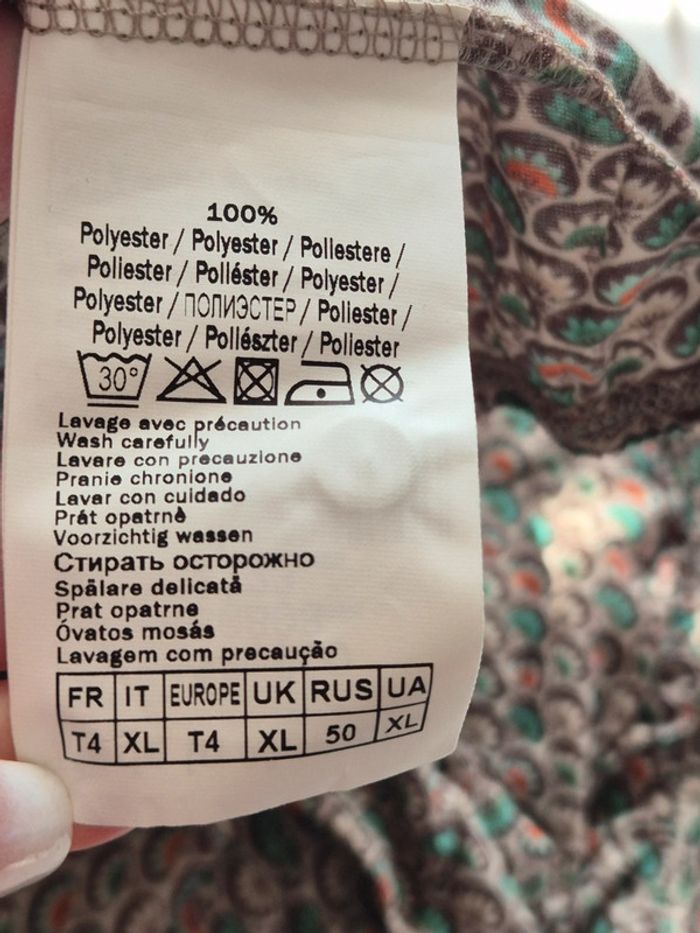 100%
Polyester / Polyester / Poliestere /
Poliester / Polléster / Polyester /
Polyester / ПОЛИЭСТЕР / Poliester /
Polyester / Pollészter / Poliester
30°
Lavage avec précaution
Wash carefully
Lavare con precauzione
Pranie chronione
Lavar con cuidado
Prát opatrně
Voorzichtig wassen
Стирать осторожно
Spălare delicată
Prat opatrne
Óvatos mosás
Lavagem com precaução
FR IT EUROPE UK RUS UA
T4 XL T4 XL 50 XL